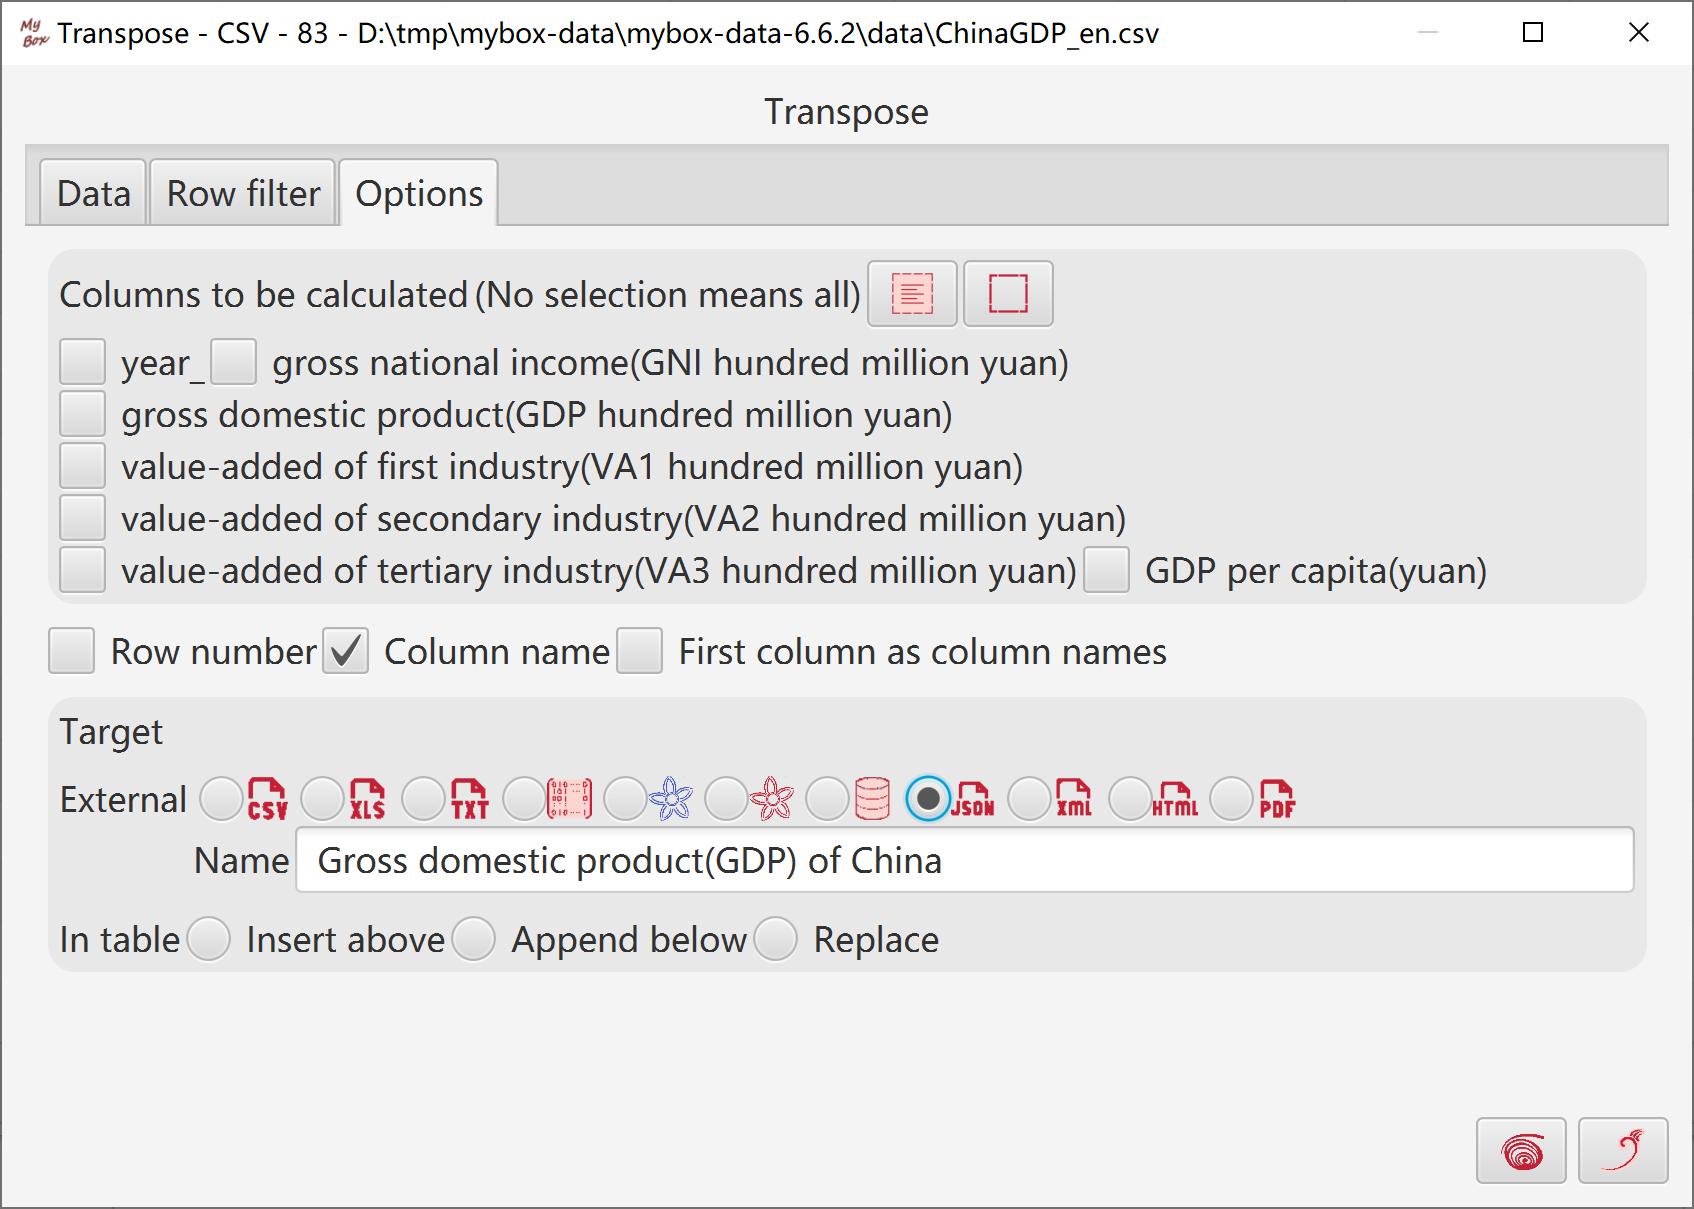 My Box Transpose - CSV - 83 - D:\tmp\mybox-data\mybox-data-6.6.2\data\ChinaGDP_en.csv
Transpose
Data Row filter Options
Columns to be calculated (No selection means all)
year_ gross national income(GNI hundred million yuan)
gross domestic product(GDP hundred million yuan)
value-added of first industry(VA1 hundred million yuan)
value-added of secondary industry(VA2 hundred million yuan)
value-added of tertiary industry(VA3 hundred million yuan) GDP per capita(yuan)
Row number Column name First column as column names
Target
External CSV XLS TXT JSON XML HTML PDF
Name Gross domestic product(GDP) of China
In table Insert above Append below Replace